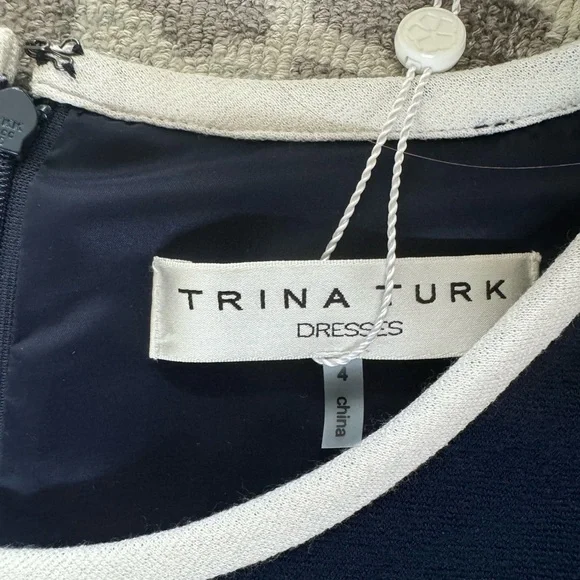 TRINA TURK
DRESSES
4 china